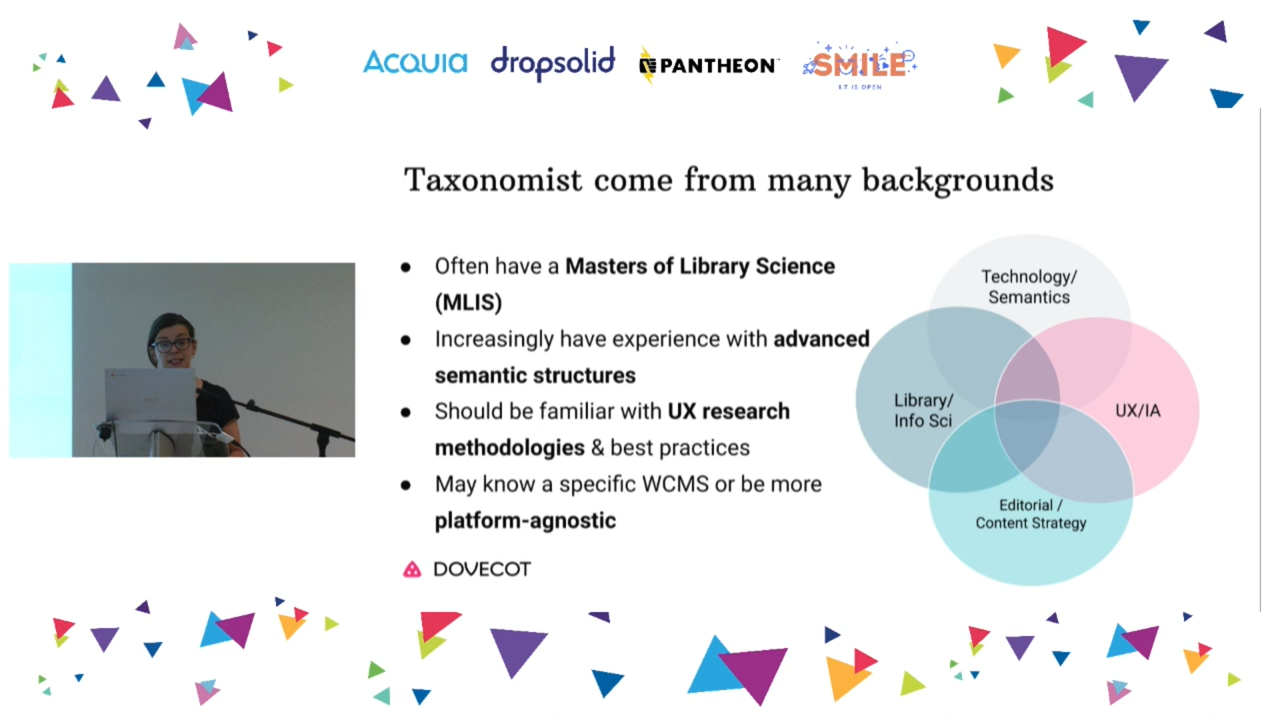 ACQUIA dropsolid PANTHEON SMILE
IT IS OPEN
Taxonomist come from many backgrounds
● Often have a Masters of Library Science
(MLIS)
● Increasingly have experience with advanced
semantic structures
● Should be familiar with UX research
methodologies & best practices
● May know a specific WCMS or be more
platform-agnostic
DOVECOT
Technology/
Semantics
Library/
Info Sci
UX/IA
Editorial /
Content Strategy